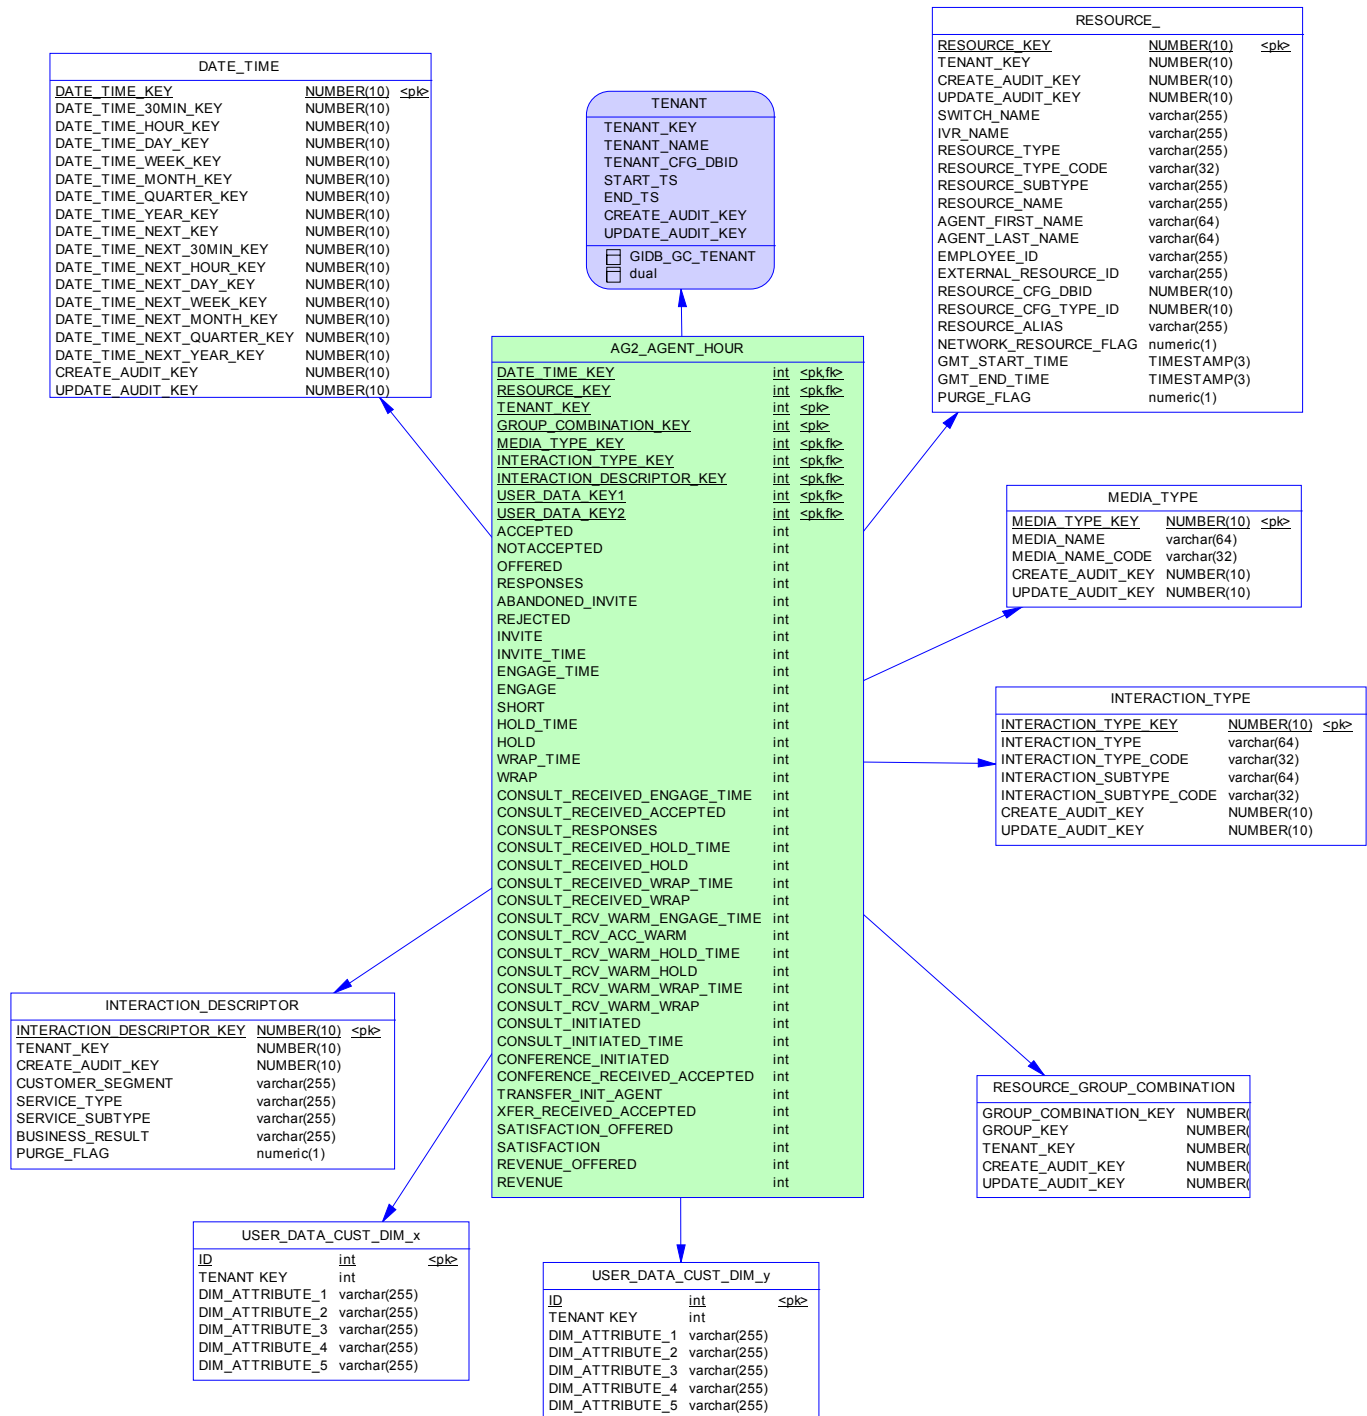 RESOURCE_
RESOURCE_KEY NUMBER(10) <pk>
TENANT_KEY NUMBER(10)
CREATE_AUDIT_KEY NUMBER(10)
UPDATE_AUDIT_KEY NUMBER(10)
SWITCH_NAME varchar(255)
IVR_NAME varchar(255)
RESOURCE_TYPE varchar(255)
RESOURCE_TYPE_CODE varchar(32)
RESOURCE_SUBTYPE varchar(255)
RESOURCE_NAME varchar(255)
AGENT_FIRST_NAME varchar(64)
AGENT_LAST_NAME varchar(64)
EMPLOYEE_ID varchar(255)
EXTERNAL_RESOURCE_ID varchar(255)
RESOURCE_CFG_DBID NUMBER(10)
RESOURCE_CFG_TYPE_ID NUMBER(10)
RESOURCE_ALIAS varchar(255)
NETWORK_RESOURCE_FLAG numeric(1)
GMT_START_TIME TIMESTAMP(3)
GMT_END_TIME TIMESTAMP(3)
PURGE_FLAG numeric(1)
DATE_TIME
DATE_TIME_KEY NUMBER(10) <pk>
DATE_TIME_30MIN_KEY NUMBER(10)
DATE_TIME_HOUR_KEY NUMBER(10)
DATE_TIME_DAY_KEY NUMBER(10)
DATE_TIME_WEEK_KEY NUMBER(10)
DATE_TIME_MONTH_KEY NUMBER(10)
DATE_TIME_QUARTER_KEY NUMBER(10)
DATE_TIME_YEAR_KEY NUMBER(10)
DATE_TIME_NEXT_KEY NUMBER(10)
DATE_TIME_NEXT_30MIN_KEY NUMBER(10)
DATE_TIME_NEXT_HOUR_KEY NUMBER(10)
DATE_TIME_NEXT_DAY_KEY NUMBER(10)
DATE_TIME_NEXT_WEEK_KEY NUMBER(10)
DATE_TIME_NEXT_MONTH_KEY NUMBER(10)
DATE_TIME_NEXT_QUARTER_KEY NUMBER(10)
DATE_TIME_NEXT_YEAR_KEY NUMBER(10)
CREATE_AUDIT_KEY NUMBER(10)
UPDATE_AUDIT_KEY NUMBER(10)
TENANT
TENANT_KEY
TENANT_NAME
TENANT_CFG_DBID
START_TS
END_TS
CREATE_AUDIT_KEY
UPDATE_AUDIT_KEY
GIDB_GC_TENANT
dual
AG2_AGENT_HOUR
DATE_TIME_KEY int <pk,fk>
RESOURCE_KEY int <pk,fk>
TENANT_KEY int <pk>
GROUP_COMBINATION_KEY int <pk>
MEDIA_TYPE_KEY int <pk,fk>
INTERACTION_TYPE_KEY int <pk,fk>
INTERACTION_DESCRIPTOR_KEY int <pk,fk>
USER_DATA_KEY1 int <pk,fk>
USER_DATA_KEY2 int <pk,fk>
ACCEPTED int
NOTACCEPTED int
OFFERED int
RESPONSES int
ABANDONED_INVITE int
REJECTED int
INVITE int
INVITE_TIME int
ENGAGE_TIME int
ENGAGE int
SHORT int
HOLD_TIME int
HOLD int
WRAP_TIME int
WRAP int
CONSULT_RECEIVED_ENGAGE_TIME int
CONSULT_RECEIVED_ACCEPTED int
CONSULT_RESPONSES int
CONSULT_RECEIVED_HOLD_TIME int
CONSULT_RECEIVED_HOLD int
CONSULT_RECEIVED_WRAP_TIME int
CONSULT_RECEIVED_WRAP int
CONSULT_RCV_WARM_ENGAGE_TIME int
CONSULT_RCV_ACC_WARM int
CONSULT_RCV_WARM_HOLD_TIME int
CONSULT_RCV_WARM_HOLD int
CONSULT_RCV_WARM_WRAP_TIME int
CONSULT_RCV_WARM_WRAP int
CONSULT_INITIATED int
CONSULT_INITIATED_TIME int
CONFERENCE_INITIATED int
CONFERENCE_RECEIVED_ACCEPTED int
TRANSFER_INIT_AGENT int
XFER_RECEIVED_ACCEPTED int
SATISFACTION_OFFERED int
SATISFACTION int
REVENUE_OFFERED int
REVENUE int
MEDIA_TYPE
MEDIA_TYPE_KEY NUMBER(10) <pk>
MEDIA_NAME varchar(64)
MEDIA_NAME_CODE varchar(32)
CREATE_AUDIT_KEY NUMBER(10)
UPDATE_AUDIT_KEY NUMBER(10)
INTERACTION_TYPE
INTERACTION_TYPE_KEY NUMBER(10) <pk>
INTERACTION_TYPE varchar(64)
INTERACTION_TYPE_CODE varchar(32)
INTERACTION_SUBTYPE varchar(64)
INTERACTION_SUBTYPE_CODE varchar(32)
CREATE_AUDIT_KEY NUMBER(10)
UPDATE_AUDIT_KEY NUMBER(10)
INTERACTION_DESCRIPTOR
INTERACTION_DESCRIPTOR_KEY NUMBER(10) <pk>
TENANT_KEY NUMBER(10)
CREATE_AUDIT_KEY NUMBER(10)
CUSTOMER_SEGMENT varchar(255)
SERVICE_TYPE varchar(255)
SERVICE_SUBTYPE varchar(255)
BUSINESS_RESULT varchar(255)
PURGE_FLAG numeric(1)
RESOURCE_GROUP_COMBINATION
GROUP_COMBINATION_KEY NUMBER(
GROUP_KEY NUMBER(
TENANT_KEY NUMBER(
CREATE_AUDIT_KEY NUMBER(
UPDATE_AUDIT_KEY NUMBER(
USER_DATA_CUST_DIM_x
ID int <pk>
TENANT KEY int
DIM_ATTRIBUTE_1 varchar(255)
DIM_ATTRIBUTE_2 varchar(255)
DIM_ATTRIBUTE_3 varchar(255)
DIM_ATTRIBUTE_4 varchar(255)
DIM_ATTRIBUTE_5 varchar(255)
USER_DATA_CUST_DIM_y
ID int <pk>
TENANT KEY int
DIM_ATTRIBUTE_1 varchar(255)
DIM_ATTRIBUTE_2 varchar(255)
DIM_ATTRIBUTE_3 varchar(255)
DIM_ATTRIBUTE_4 varchar(255)
DIM_ATTRIBUTE_5 varchar(255)